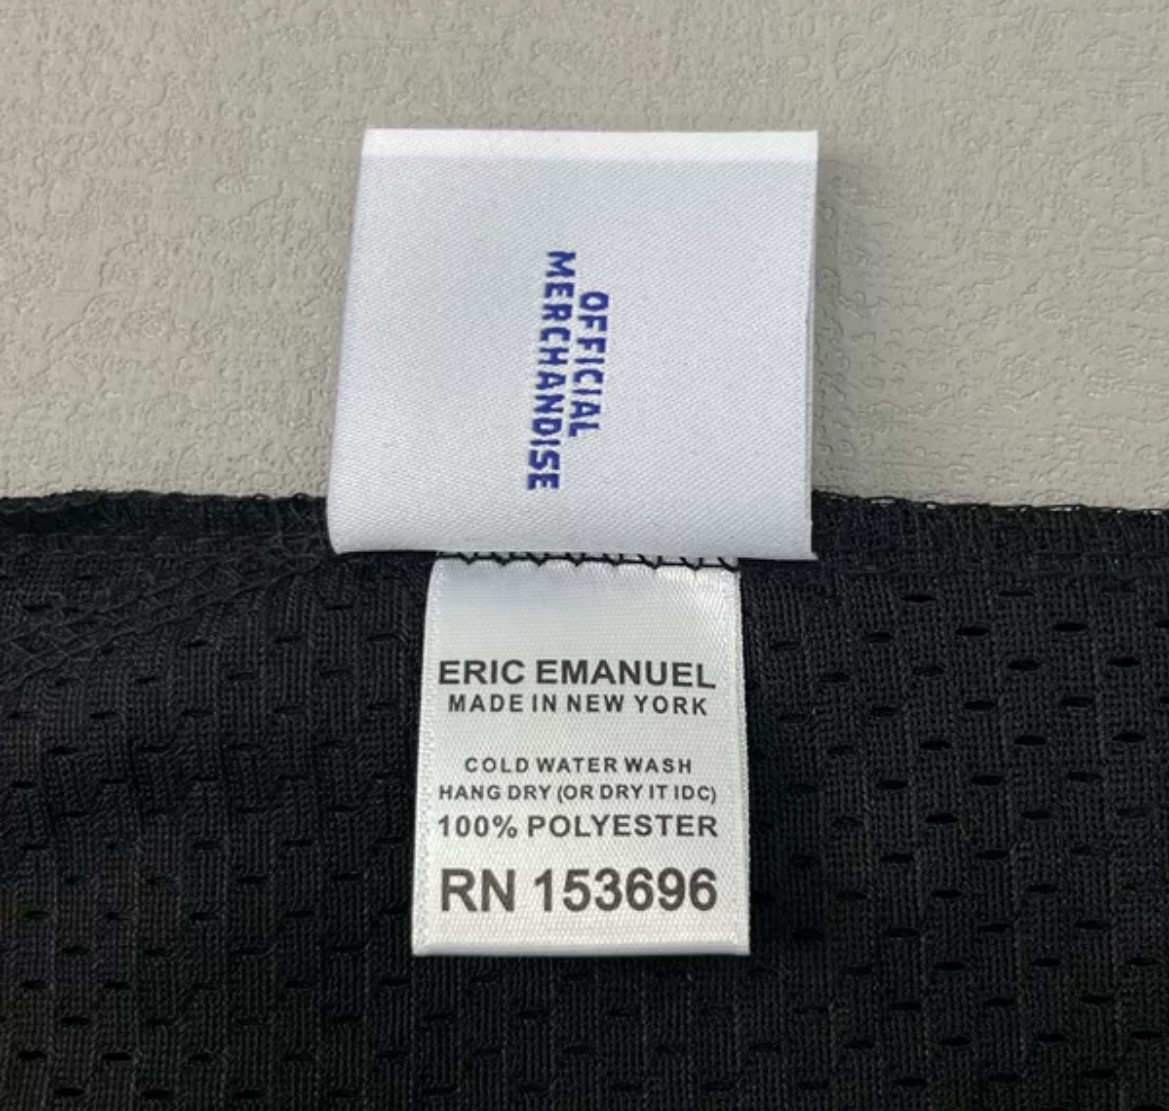 OFFICIAL
MERCHANDISE
ERIC EMANUEL
MADE IN NEW YORK
COLD WATER WASH
HANG DRY (OR DRY IT IDC)
100% POLYESTER
RN 153696